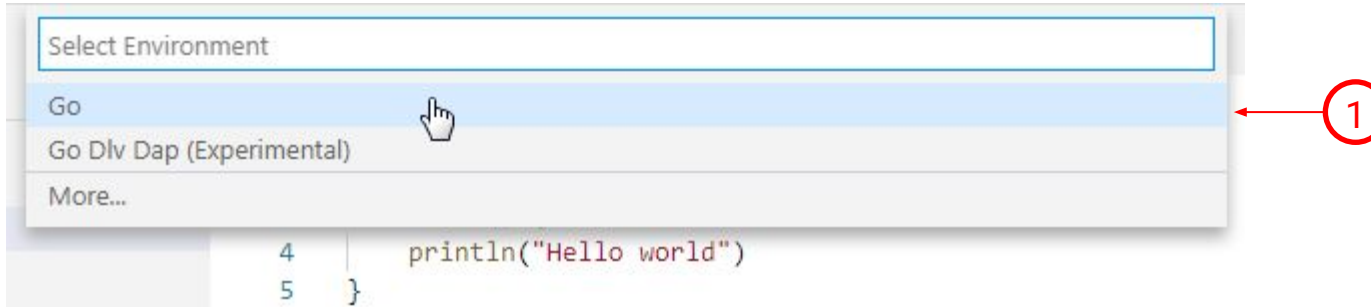 Select Environment
Go
1
Go Dlv Dap (Experimental)
More...
4 println("Hello world")
5 }